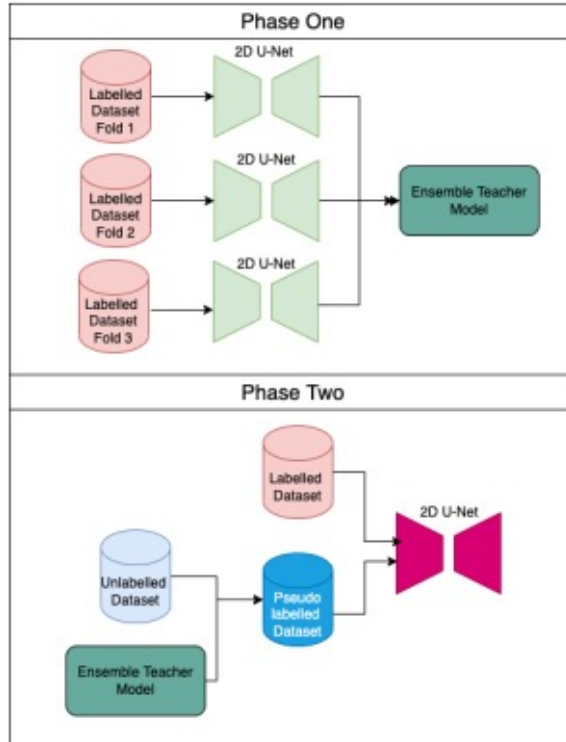 Phase One
2D U-Net
Labelled
Dataset
Fold 1
2D U-Net
Labelled
Dataset
Fold 2
Ensemble Teacher
Model
2D U-Net
Labelled
Dataset
Fold 3
Phase Two
Labelled
Dataset
2D U-Net
Unlabelled
Dataset
Pseudo
labelled
Dataset
Ensemble Teacher
Model